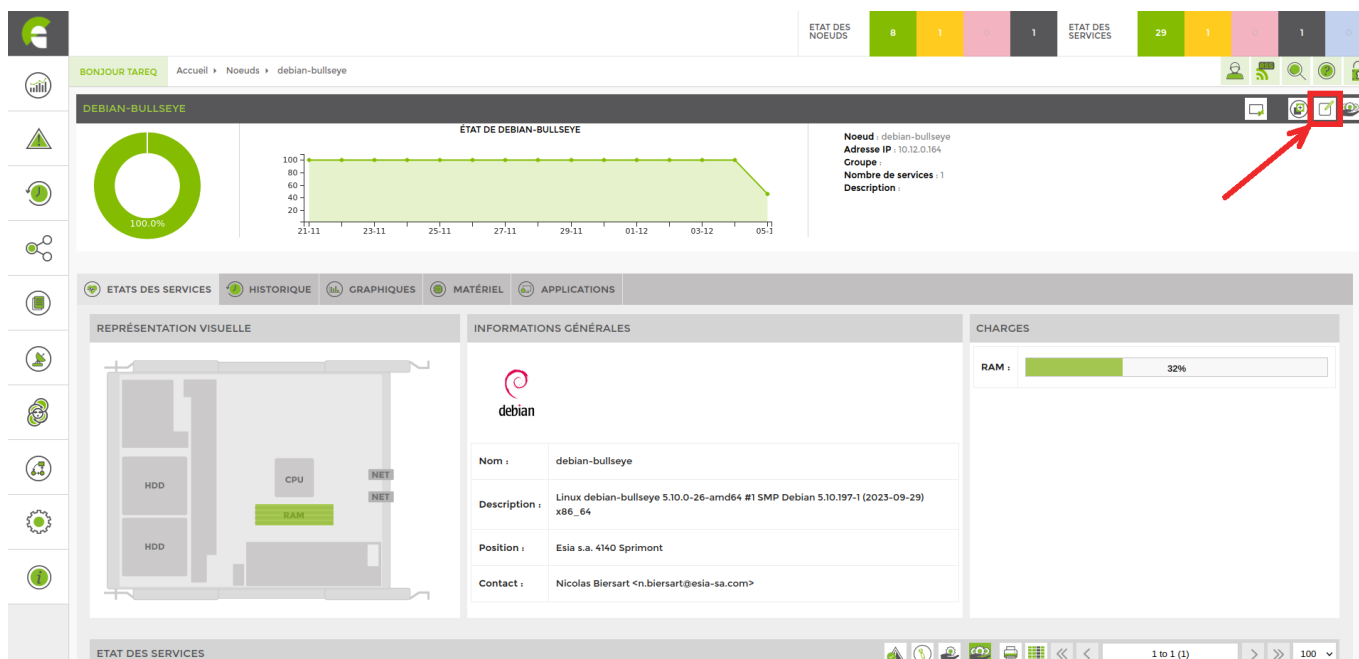 ETAT DES NOEUDS
8
1
0
1
ETAT DES SERVICES
29
1
1
0
BONJOUR TAREQ
Accueil
Noeuds
debian-bullseye
RSS
DEBIAN-BULLSEYE
100.0%
ÉTAT DE DEBIAN-BULLSEYE
100
80
60
40
20
21-11
23-11
25-11
27-11
29-11
01-12
03-12
05-1
Noeud : debian-bullseye
Adresse IP : 10.12.0.164
Groupe :
Nombre de services : 1
Description :
ETATS DES SERVICES
HISTORIQUE
GRAPHIQUES
MATÉRIEL
APPLICATIONS
REPRÉSENTATION VISUELLE
HDD
HDD
CPU
RAM
NET
NET
INFORMATIONS GÉNÉRALES
debian
Nom : debian-bullseye
Description : Linux debian-bullseye 5.10.0-26-amd64 #1 SMP Debian 5.10.197-1 (2023-09-29)
x86_64
Position : Esia s.a. 4140 Sprimont
Contact : Nicolas Biersart <n.biersart@esia-sa.com>
CHARGES
RAM : 32%
ETAT DES SERVICES
1 to 1 (1)
100